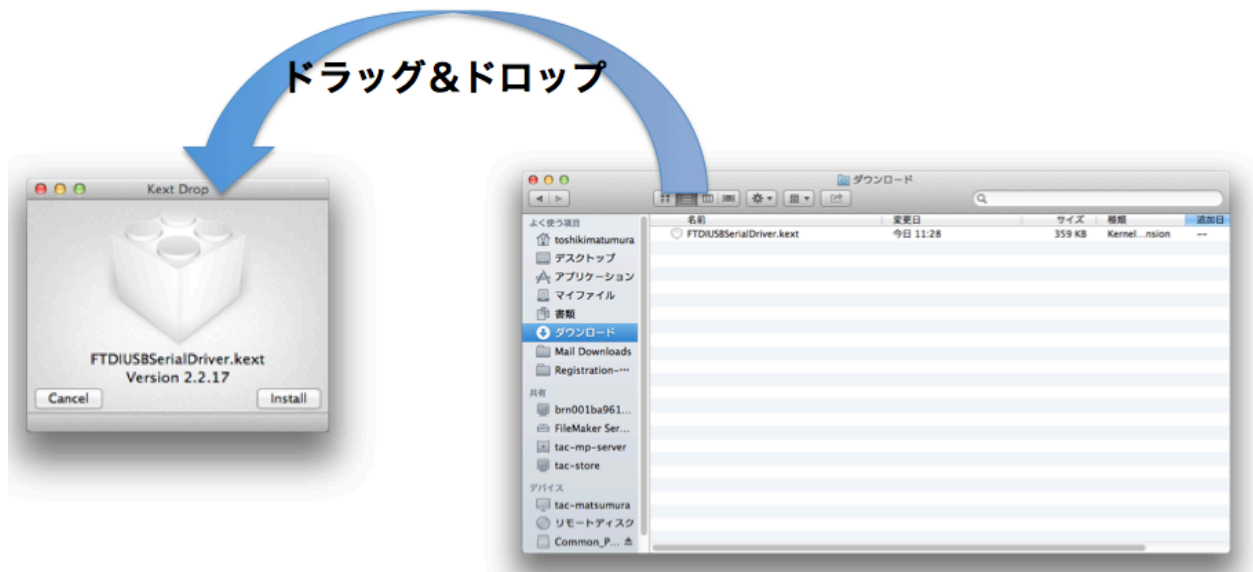 ドラッグ&ドロップ
Kext Drop
FTDIUSBSerialDriver.kext
Version 2.2.17
Cancel
Install
ダウンロード
よく使う項目
toshikimatumura
デスクトップ
アプリケーション
マイファイル
書類
ダウンロード
Mail Downloads
Registration-…
共有
brn001ba961...
FileMaker Ser...
tac-mp-server
tac-store
デバイス
tac-matsumura
リモートディスク
Common_P...
名前 変更日 サイズ 種類 追加日
FTDIUSBSerialDriver.kext 今日 11:28 359 KB Kernel...nsion --